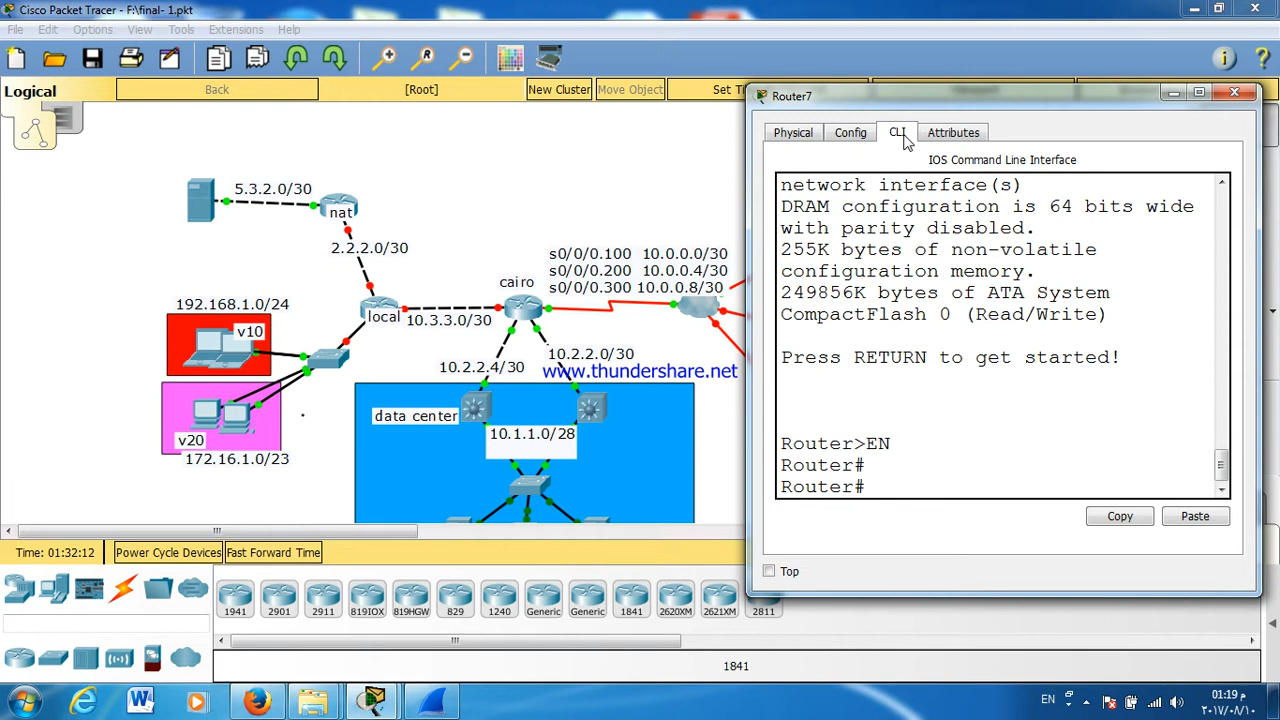 Cisco Packet Tracer - F:\final- 1.pkt
File Edit Options View Tools Extensions Help
Logical Back [Root] New Cluster Move Object
Router7
Physical Config CLI Attributes
IOS Command Line Interface
network interface(s)
DRAM configuration is 64 bits wide
with parity disabled.
255K bytes of non-volatile
configuration memory.
249856K bytes of ATA System
CompactFlash 0 (Read/Write)
Press RETURN to get started!
Router>EN
Router#
Router#
Copy Paste
Top
5.3.2.0/30
nat
2.2.2.0/30
cairo
s0/0/0.100 10.0.0.0/30
s0/0/0.200 10.0.0.4/30
s0/0/0.300 10.0.0.8/30
192.168.1.0/24
local
10.3.3.0/30
v10
10.2.2.0/30
10.2.2.4/30
www.thundershare.net
data center
10.1.1.0/28
v20
172.16.1.0/23
Time: 01:32:12 Power Cycle Devices Fast Forward Time
1941 2901 2911 819IOX 819HGW 829 1240 Generic Generic 1841 2620XM 2621XM 2811
1841
EN
01:19 م
٢٠١٧/٠٨/١٠